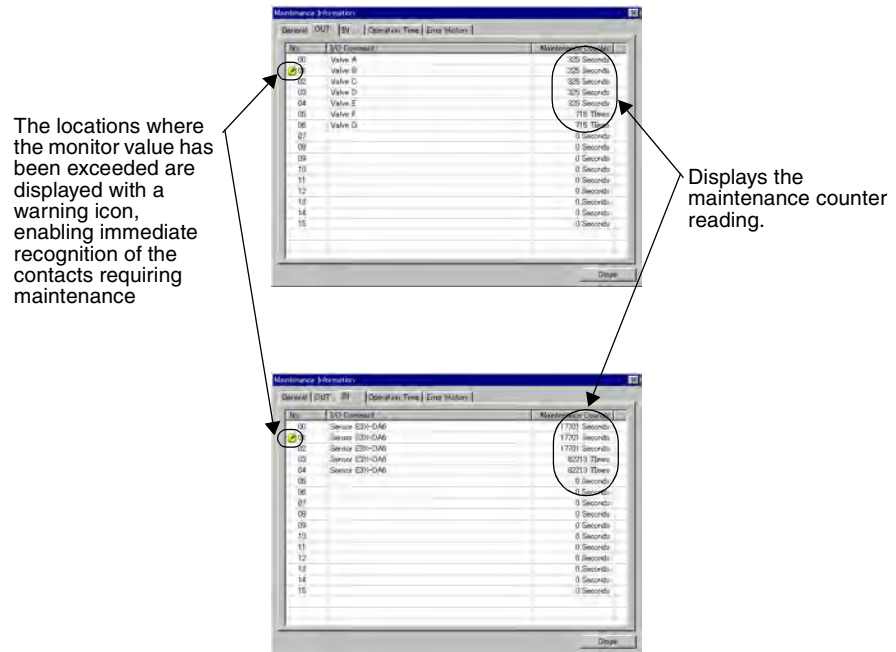 Maintenance Information
General OUT IN Operation Time Error History
No. I/O Comment Maintenance Counter
00 Valve A 325 Seconds
01 Valve B 325 Seconds
02 Valve C 325 Seconds
03 Valve D 325 Seconds
04 Valve E 325 Seconds
05 Valve F 715 Times
06 Valve G 715 Times
07 0 Seconds
08 0 Seconds
09 0 Seconds
10 0 Seconds
11 0 Seconds
12 0 Seconds
13 0 Seconds
14 0 Seconds
15 0 Seconds
Close
The locations where
the monitor value has
been exceeded are
displayed with a
warning icon,
enabling immediate
recognition of the
contacts requiring
maintenance
Displays the
maintenance counter
reading.
Maintenance Information
General OUT IN Operation Time Error History
No. I/O Comment Maintenance Counter
00 Sensor E3X-DA6 17701 Seconds
01 Sensor E3X-DA6 17701 Seconds
02 Sensor E3X-DA6 17701 Seconds
03 Sensor E3X-DA6 82213 Times
04 Sensor E3X-DA6 82213 Times
05 0 Seconds
06 0 Seconds
07 0 Seconds
08 0 Seconds
09 0 Seconds
10 0 Seconds
11 0 Seconds
12 0 Seconds
13 0 Seconds
14 0 Seconds
15 0 Seconds
Close